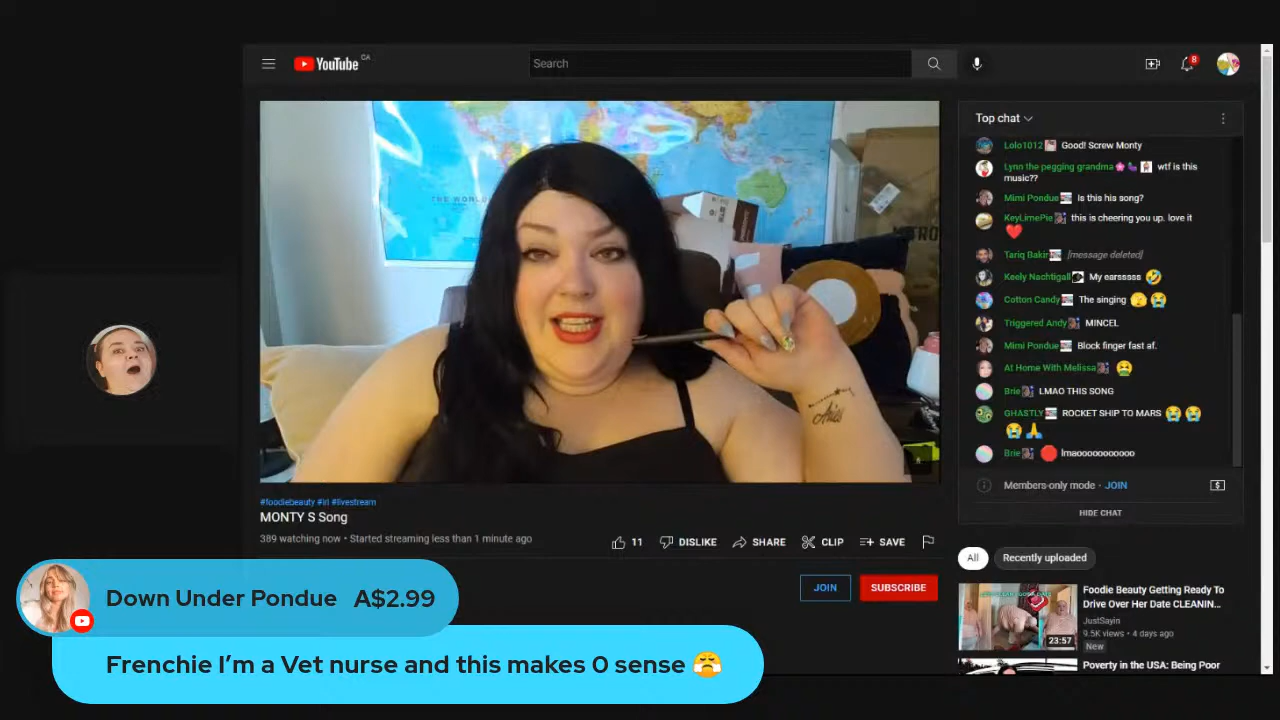 YouTube CA
Search
8
Top chat
Lolo1012 Good! Screw Monty
Lynn the pegging grandma🌸🍆 wtf is this
music??
Mimi Pondue Is this his song?
KeyLimePie this is cheering you up. love it
❤️
Tariq Bakir [message deleted]
Keely Nachtigall My earsssss 🤣
Cotton Candy The singing 🫣😭
Triggered Andy MINCEL
Mimi Pondue Block finger fast af.
At Home With Melissa 🤮
Brie LMAO THIS SONG
GHASTLY ROCKET SHIP TO MARS 😭😭
😭🙏
Brie 🛑 lmaooooooooooo
Members-only mode · JOIN
HIDE CHAT
THE WORLD
Aries
#foodiebeauty #irl #livestream
MONTY S Song
389 watching now • Started streaming less than 1 minute ago
11
DISLIKE
SHARE
CLIP
SAVE
JOIN
SUBSCRIBE
All
Recently uploaded
Foodie Beauty Getting Ready To
Drive Over Her Date CLEANIN...
JustSayin
9.5K views • 4 days ago
New
23:57
Poverty in the USA: Being Poor
Down Under Pondue A$2.99
Frenchie I’m a Vet nurse and this makes 0 sense 😤